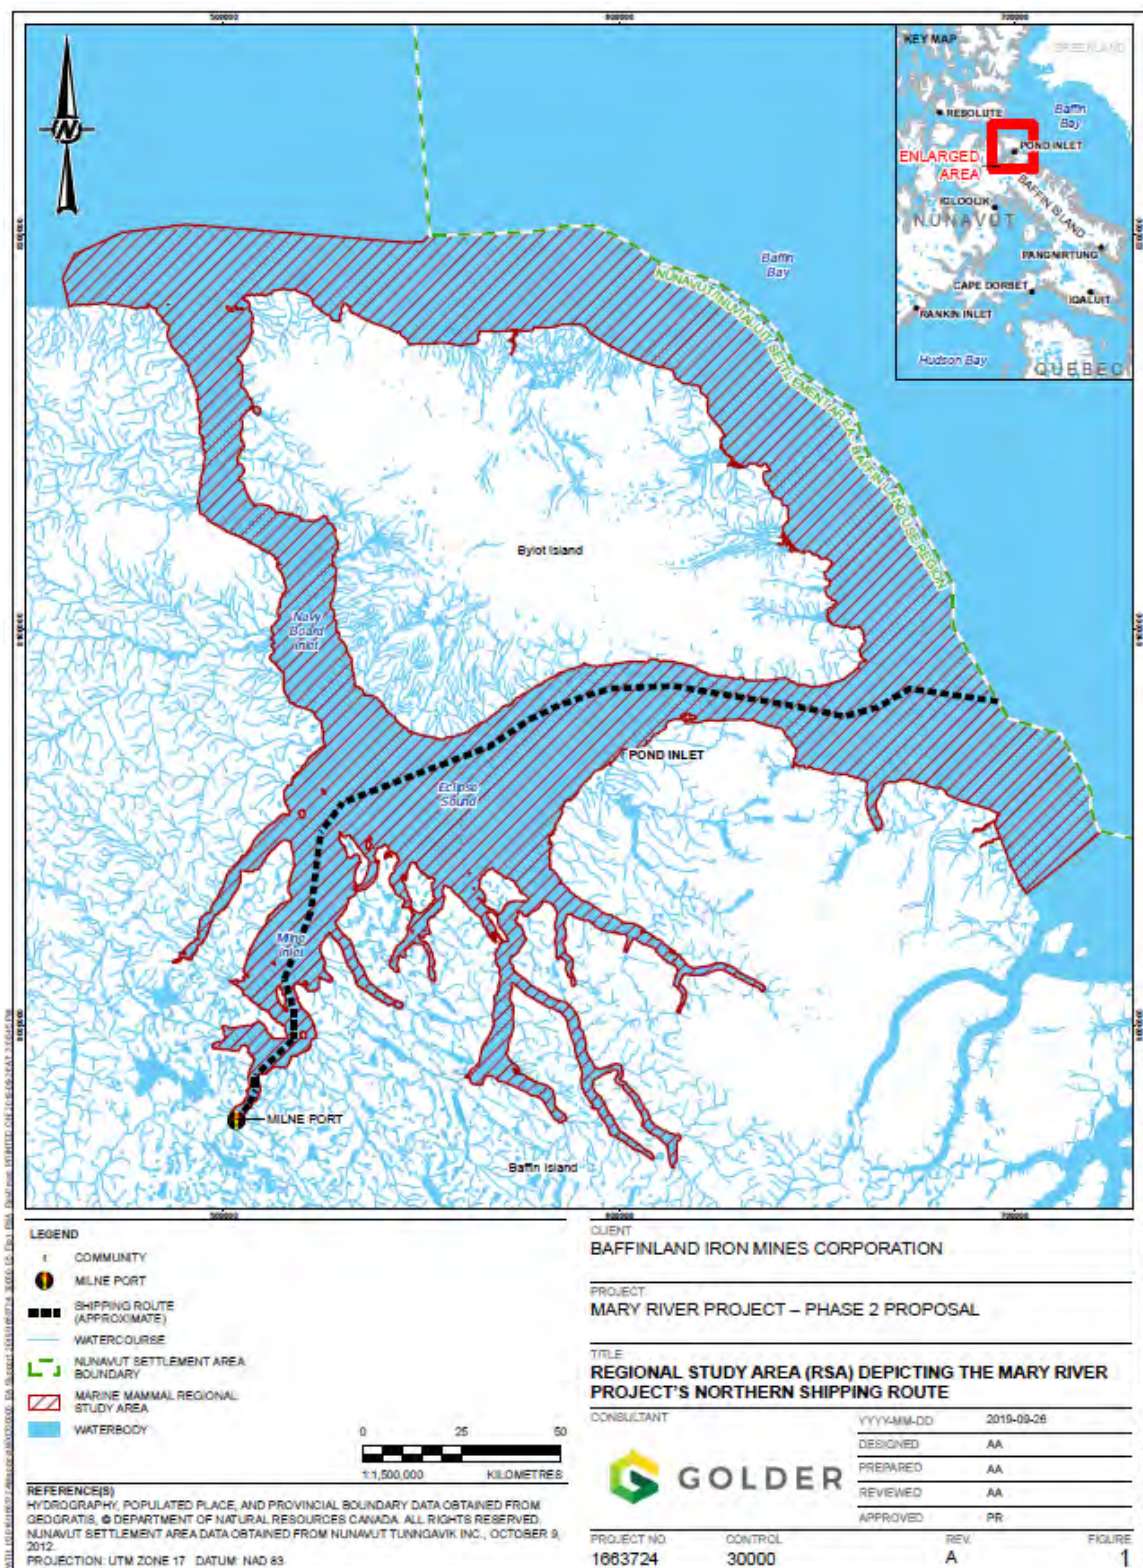 500000
600000
700000
KEY MAP
GREENLAND
RESOLUTE
Baffin
Bay
POND INLET
ENLARGED
AREA
BAFFIN ISLAND
IGLOOLIK
NUNAVUT
PANGNIRTUNG
CAPE DORSET
IQALUIT
RANKIN INLET
Hudson Bay
QUEBEC
N
Baffin
Bay
NUNAVUT/NUNAVUT SETTLEMENT AREA, BAFFIN LAND USE REGION
Bylot Island
Navy
Board
Inlet
POND INLET
Eclipse
Sound
Milne
Inlet
MILNE PORT
Baffin Island
500000
600000
700000
LEGEND
COMMUNITY
MILNE PORT
SHIPPING ROUTE
(APPROXIMATE)
WATERCOURSE
NUNAVUT SETTLEMENT AREA
BOUNDARY
MARINE MAMMAL REGIONAL
STUDY AREA
WATERBODY
0 25 50
1:1,500,000 KILOMETRES
REFERENCE(S)
HYDROGRAPHY, POPULATED PLACE, AND PROVINCIAL BOUNDARY DATA OBTAINED FROM
GEOGRATIS, © DEPARTMENT OF NATURAL RESOURCES CANADA. ALL RIGHTS RESERVED.
NUNAVUT SETTLEMENT AREA DATA OBTAINED FROM NUNAVUT TUNNGAVIK INC., OCTOBER 9,
2012.
PROJECTION: UTM ZONE 17 DATUM: NAD 83
CLIENT
BAFFINLAND IRON MINES CORPORATION
PROJECT
MARY RIVER PROJECT – PHASE 2 PROPOSAL
TITLE
REGIONAL STUDY AREA (RSA) DEPICTING THE MARY RIVER
PROJECT'S NORTHERN SHIPPING ROUTE
CONSULTANT
GOLDER
YYYY-MM-DD 2019-09-26
DESIGNED AA
PREPARED AA
REVIEWED AA
APPROVED PR
PROJECT NO. CONTROL REV. FIGURE
1663724 30000 A 1